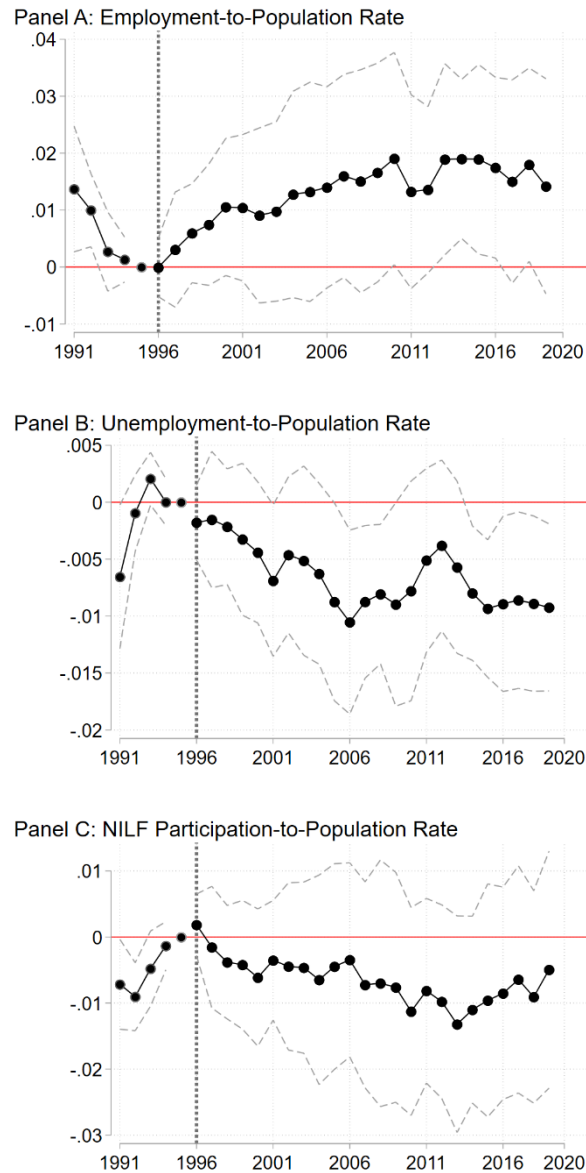 Panel A: Employment-to-Population Rate
.04
.03
.02
.01
0
-.01
1991 1996 2001 2006 2011 2016 2020
Panel B: Unemployment-to-Population Rate
.005
0
-.005
-.01
-.015
-.02
1991 1996 2001 2006 2011 2016 2020
Panel C: NILF Participation-to-Population Rate
.01
0
-.01
-.02
-.03
1991 1996 2001 2006 2011 2016 2020